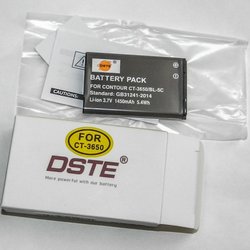 DSTE
BATTERY PACK
FOR CONTOUR CT-3650/BL-5C
Standard: GB31241-2014
Li-ion 3.7V 1450mAh 5.4Wh
FOR
CT-3650
DSTE®
More powerful with our battery